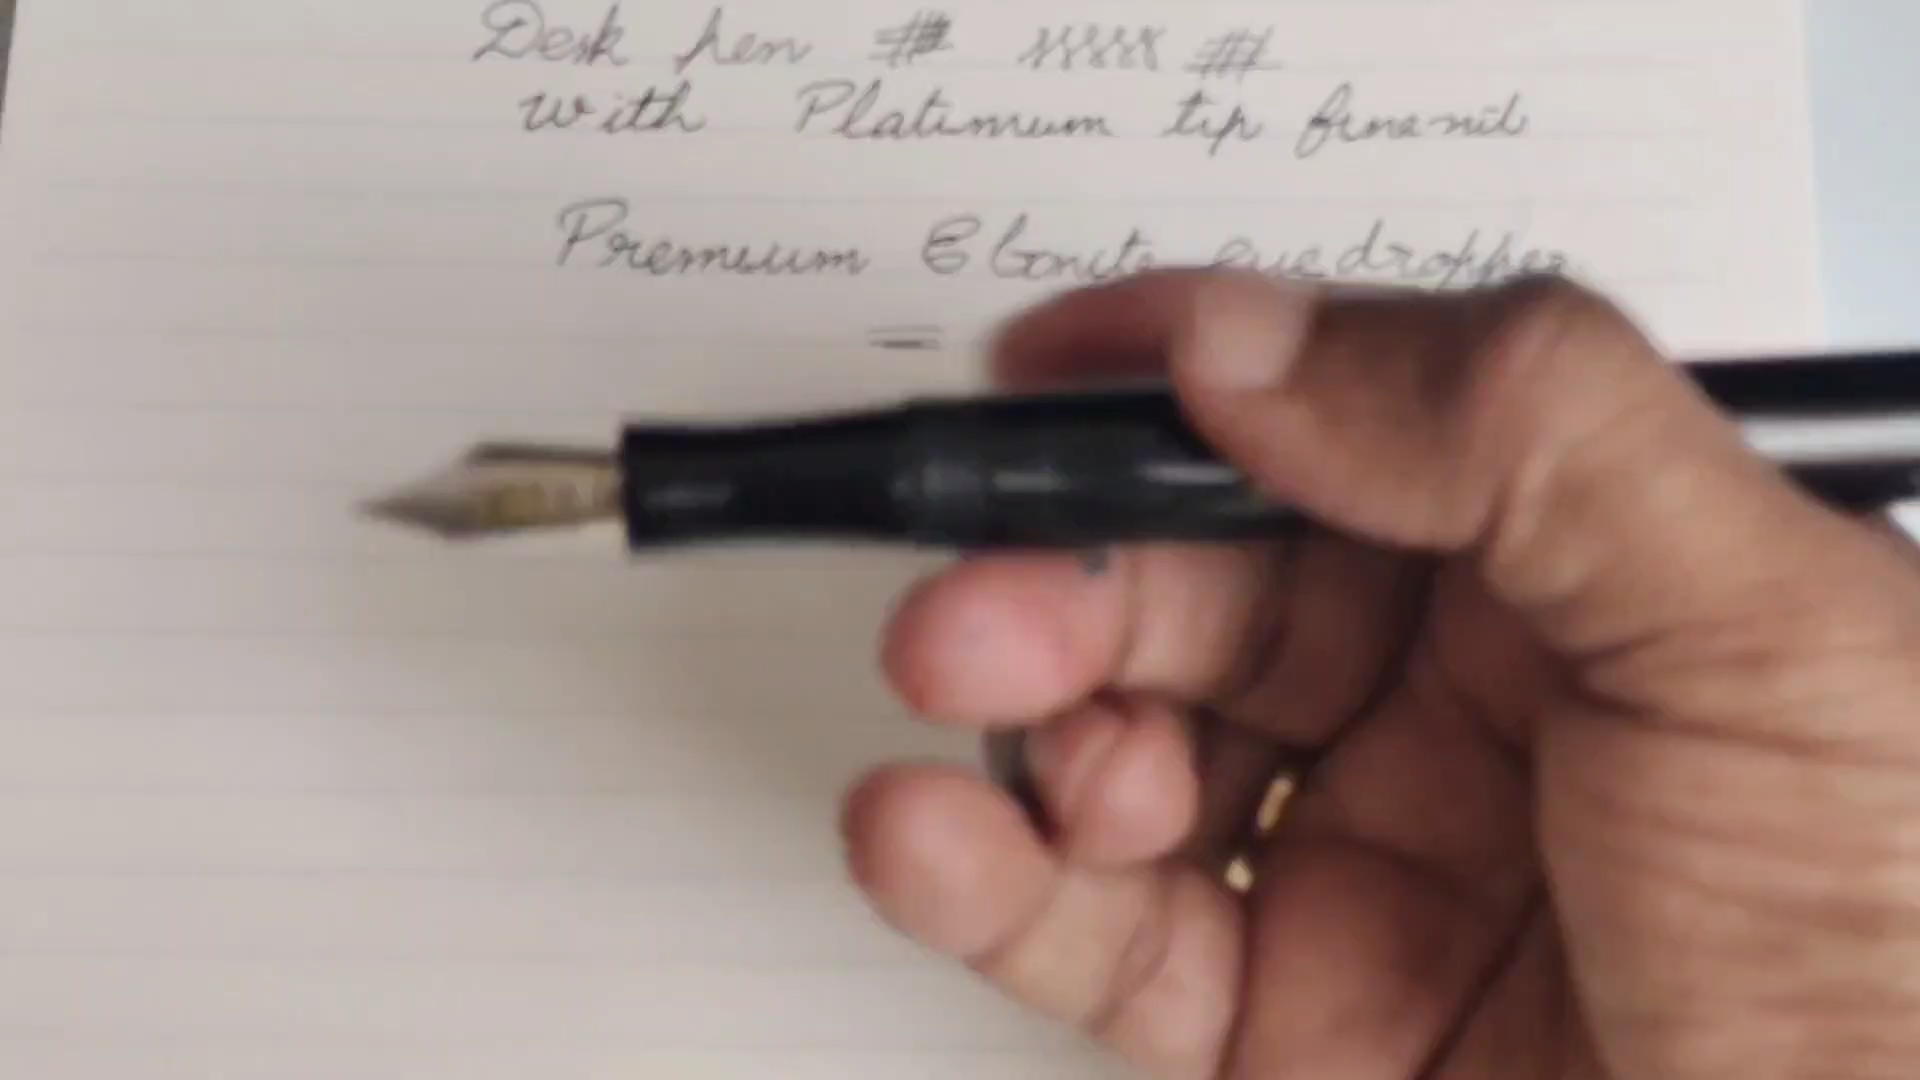 Desk pen # ####
with Platinum tip fine nib
Premium Ebonite eyedropper
=